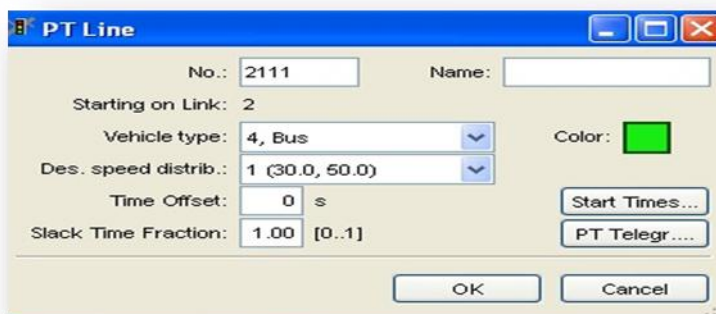 PT Line
No.: 2111 Name:
Starting on Link: 2
Vehicle type: 4, Bus Color:
Des. speed distrib.: 1 (30.0, 50.0)
Time Offset: 0 s Start Times...
Slack Time Fraction: 1.00 [0..1] PT Telegr....
OK Cancel